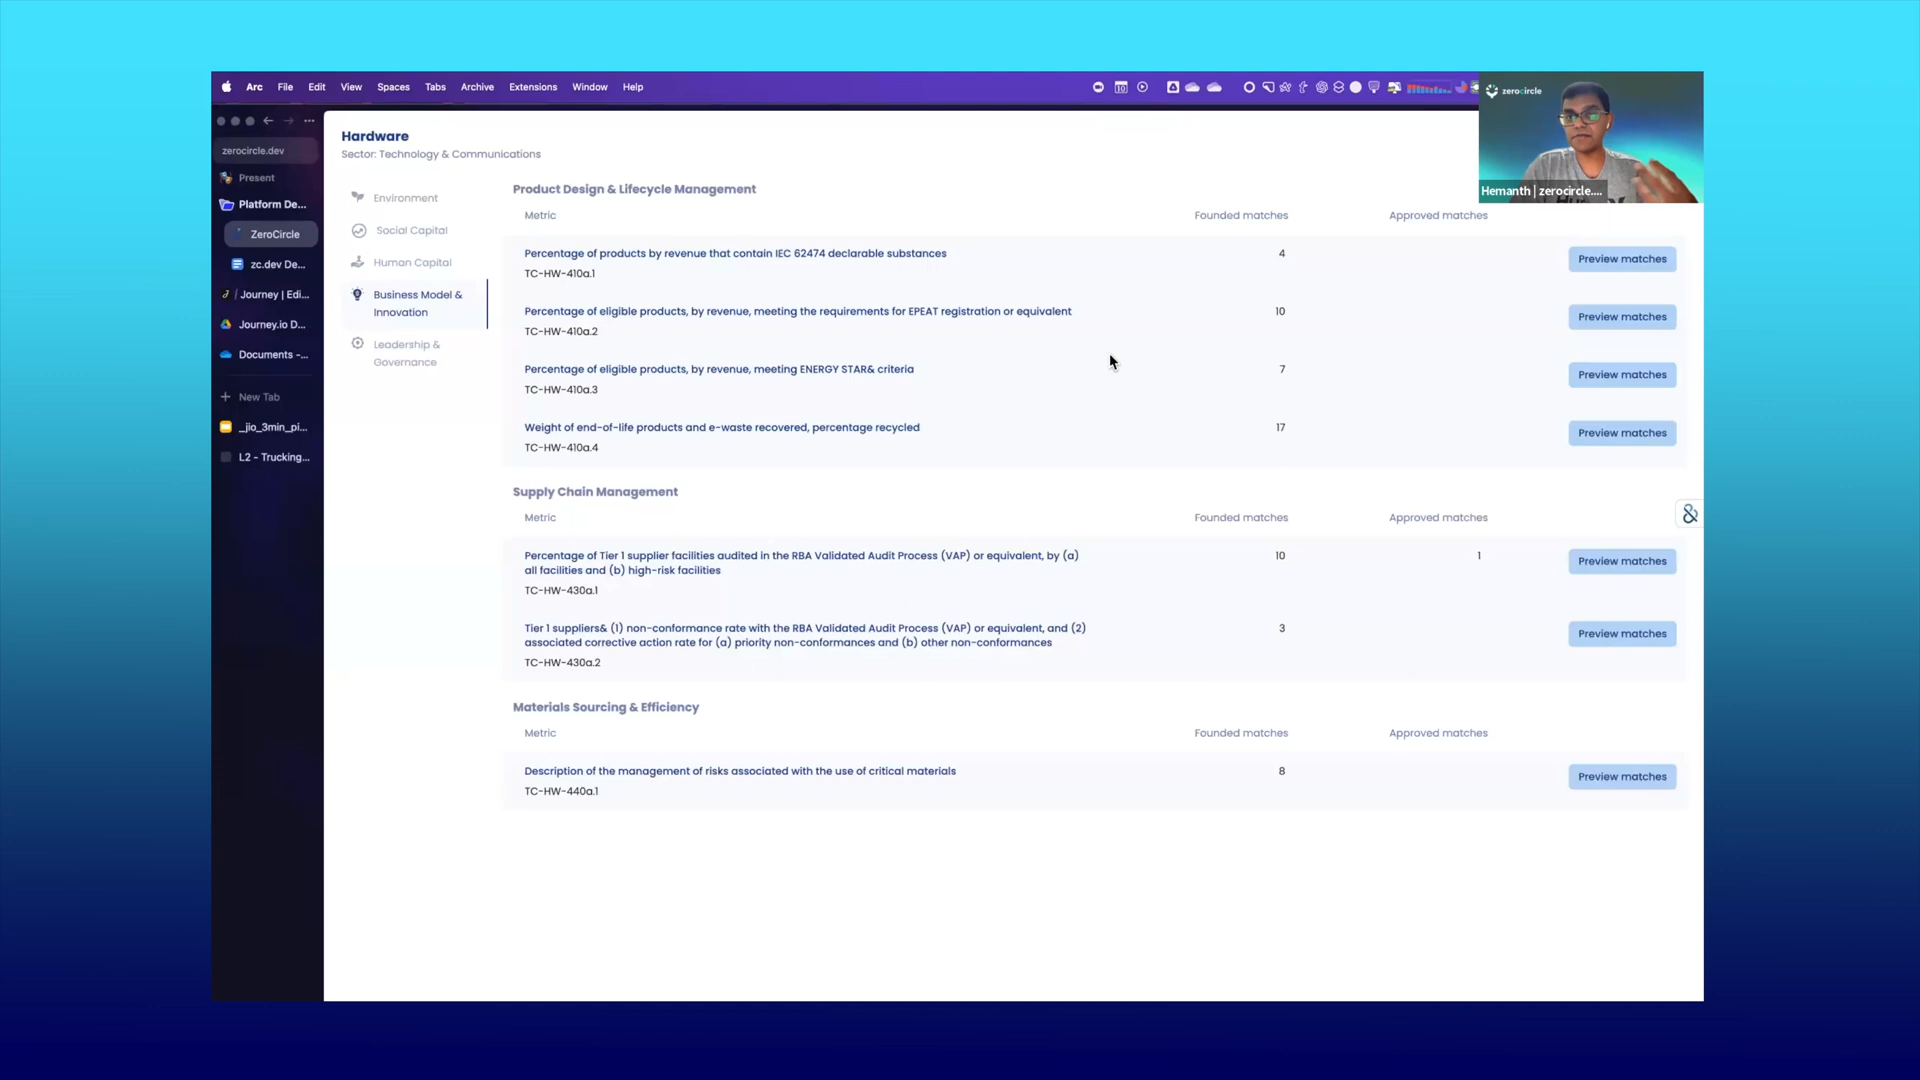 Arc File Edit View Spaces Tabs Archive Extensions Window Help
zerocircle
Hemanth | zerocircle....
zerocircle.dev
Present
Platform De...
ZeroCircle
zc.dev De...
Journey | Edi...
Journey.io D...
Documents -...
New Tab
_jio_3min_pi...
L2 - Trucking...
Hardware
Sector: Technology & Communications
Environment
Social Capital
Human Capital
Business Model &
Innovation
Leadership &
Governance
Product Design & Lifecycle Management
Metric Founded matches Approved matches
Percentage of products by revenue that contain IEC 62474 declarable substances 4 Preview matches
TC-HW-410a.1
Percentage of eligible products, by revenue, meeting the requirements for EPEAT registration or equivalent 10 Preview matches
TC-HW-410a.2
Percentage of eligible products, by revenue, meeting ENERGY STAR& criteria 7 Preview matches
TC-HW-410a.3
Weight of end-of-life products and e-waste recovered, percentage recycled 17 Preview matches
TC-HW-410a.4
Supply Chain Management
Metric Founded matches Approved matches
Percentage of Tier 1 supplier facilities audited in the RBA Validated Audit Process (VAP) or equivalent, by (a) 10 1 Preview matches
all facilities and (b) high-risk facilities
TC-HW-430a.1
Tier 1 suppliers& (1) non-conformance rate with the RBA Validated Audit Process (VAP) or equivalent, and (2) 3 Preview matches
associated corrective action rate for (a) priority non-conformances and (b) other non-conformances
TC-HW-430a.2
Materials Sourcing & Efficiency
Metric Founded matches Approved matches
Description of the management of risks associated with the use of critical materials 8 Preview matches
TC-HW-440a.1